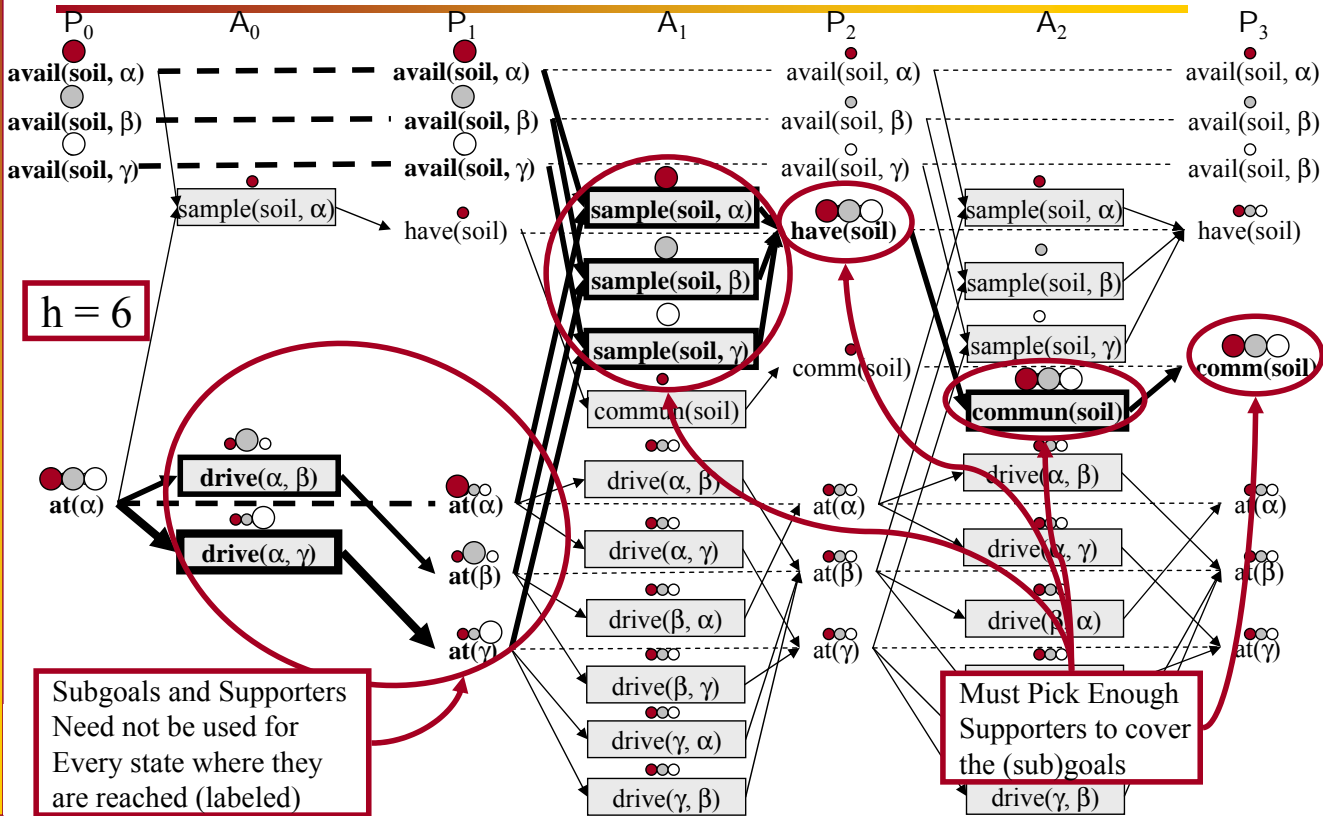 P0 A0 P1 A1 P2 A2 P3
avail(soil, α) avail(soil, α) avail(soil, α) avail(soil, α)
avail(soil, β) avail(soil, β) avail(soil, β) avail(soil, β)
avail(soil, γ) avail(soil, γ) avail(soil, γ) avail(soil, β)
sample(soil, α) have(soil) sample(soil, α) have(soil) sample(soil, α) have(soil)
sample(soil, β) sample(soil, β)
h = 6
sample(soil, γ) sample(soil, γ)
comm(soil) comm(soil)
commun(soil) commun(soil)
drive(α, β) drive(α, β) drive(α, β)
at(α) at(α) at(α) at(α)
drive(α, γ) drive(α, γ) drive(α, γ)
at(β) at(β) at(β)
drive(β, α) drive(β, α)
at(γ) at(γ) at(γ)
drive(β, γ)
drive(γ, α)
drive(γ, β) drive(γ, β)
Subgoals and Supporters
Need not be used for
Every state where they
are reached (labeled)
Must Pick Enough
Supporters to cover
the (sub)goals